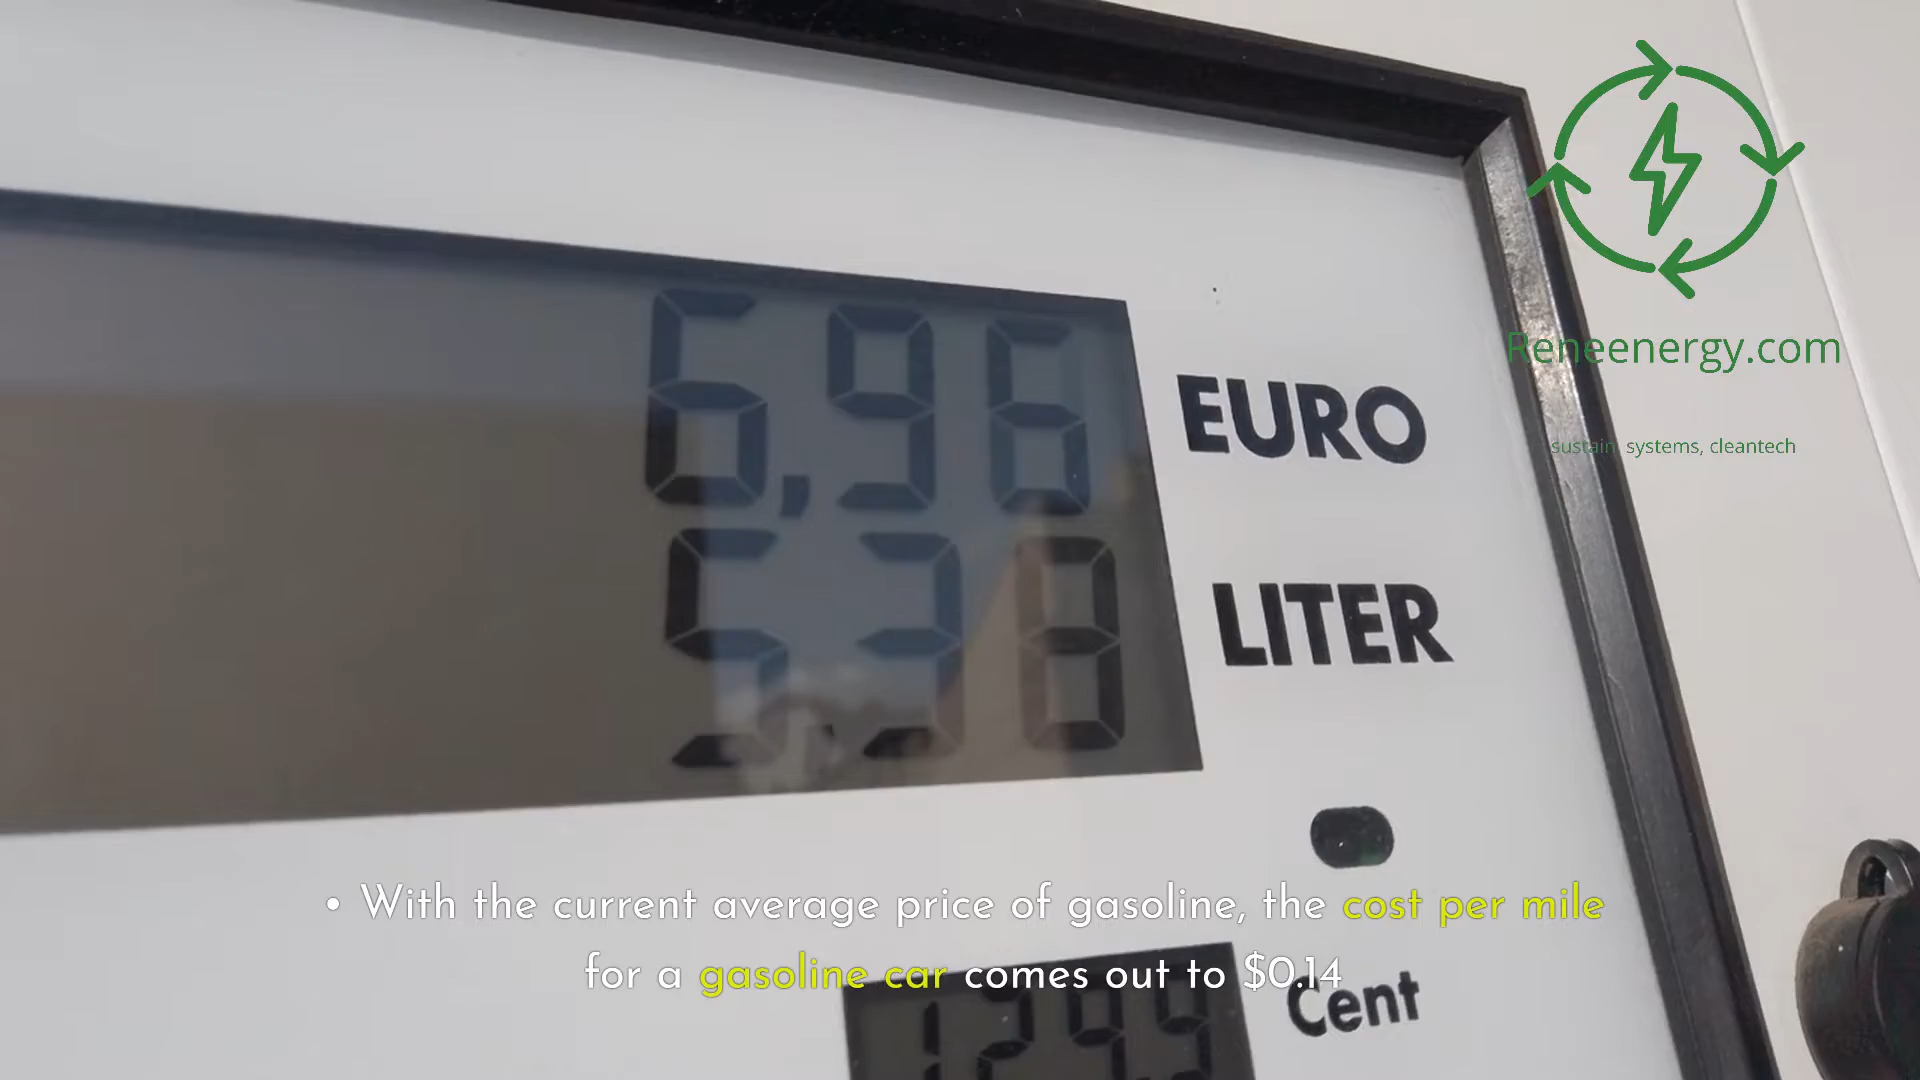 Reneenergy.com
sustain, systems, cleantech
6,96 EURO
5,38 LITER
• With the current average price of gasoline, the cost per mile
for a gasoline car comes out to $0.14
Cent